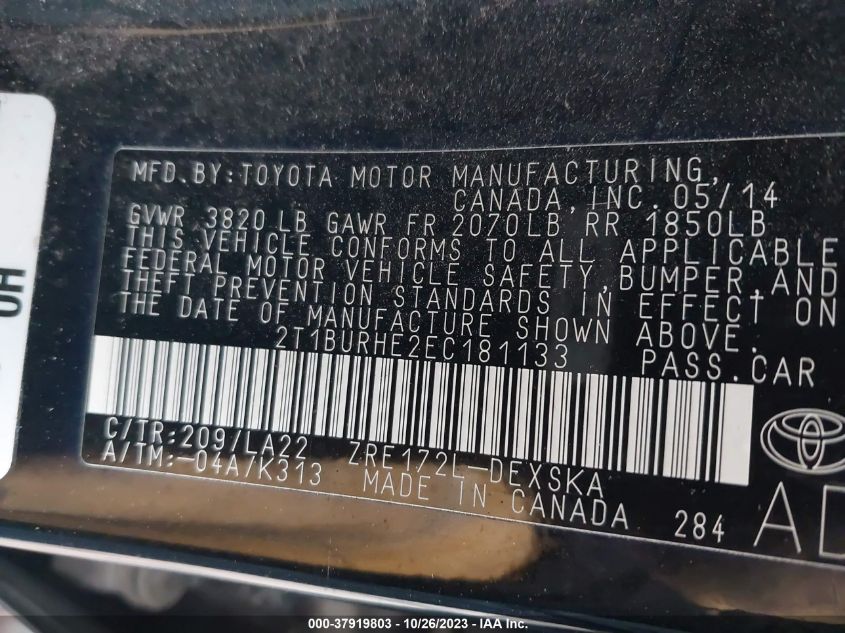 HO
MFD.BY:TOYOTA MOTOR MANUFACTURING,
CANADA, INC. 05/14
GVWR 3820 LB GAWR FR 2070LB RR 1850LB
THIS VEHICLE CONFORMS TO ALL APPLICABLE
FEDERAL MOTOR VEHICLE SAFETY, BUMPER, AND
THEFT PREVENTION STANDARDS IN EFFECT ON
THE DATE OF MANUFACTURE SHOWN ABOVE.
2T1BURHE2EC181133 PASS.CAR
C/TR:209/LA22 ZRE172L-DEXSKA
A/TM:-04A/K313 MADE IN CANADA 284
A
000-37919803 - 10/26/2023 - IAA Inc.